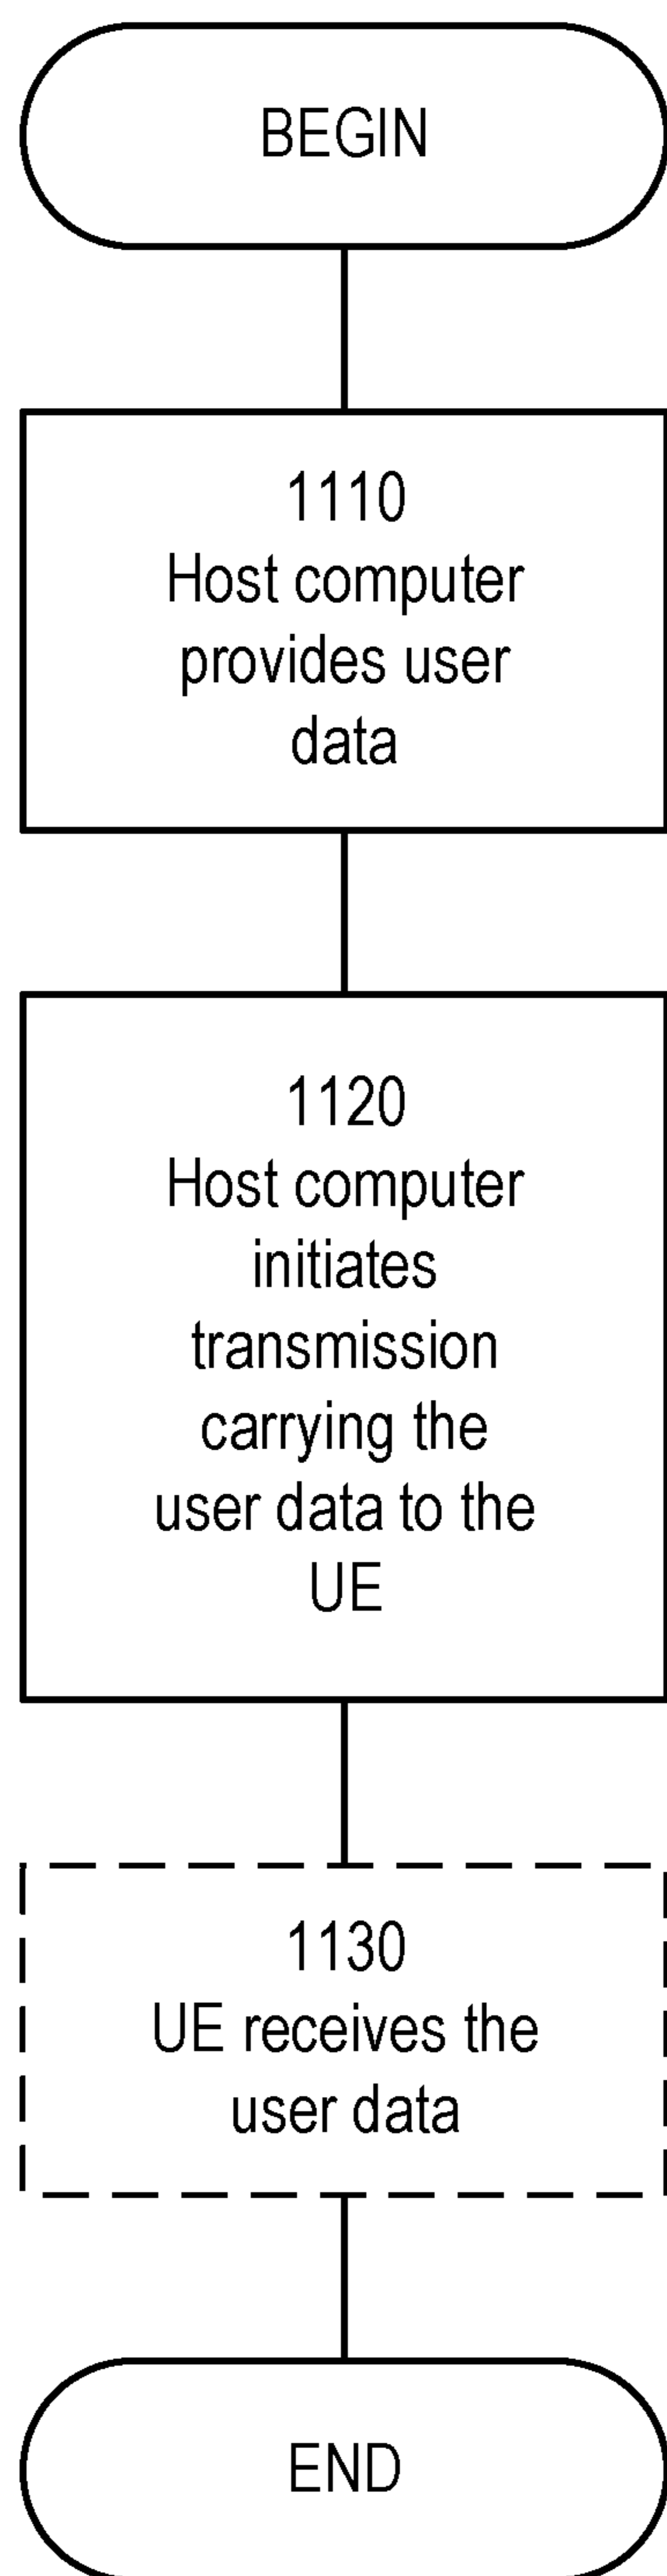 BEGIN
1110
Host computer
provides user
data
1120
Host computer
initiates
transmission
carrying the
user data to the
UE
1130
UE receives the
user data
END